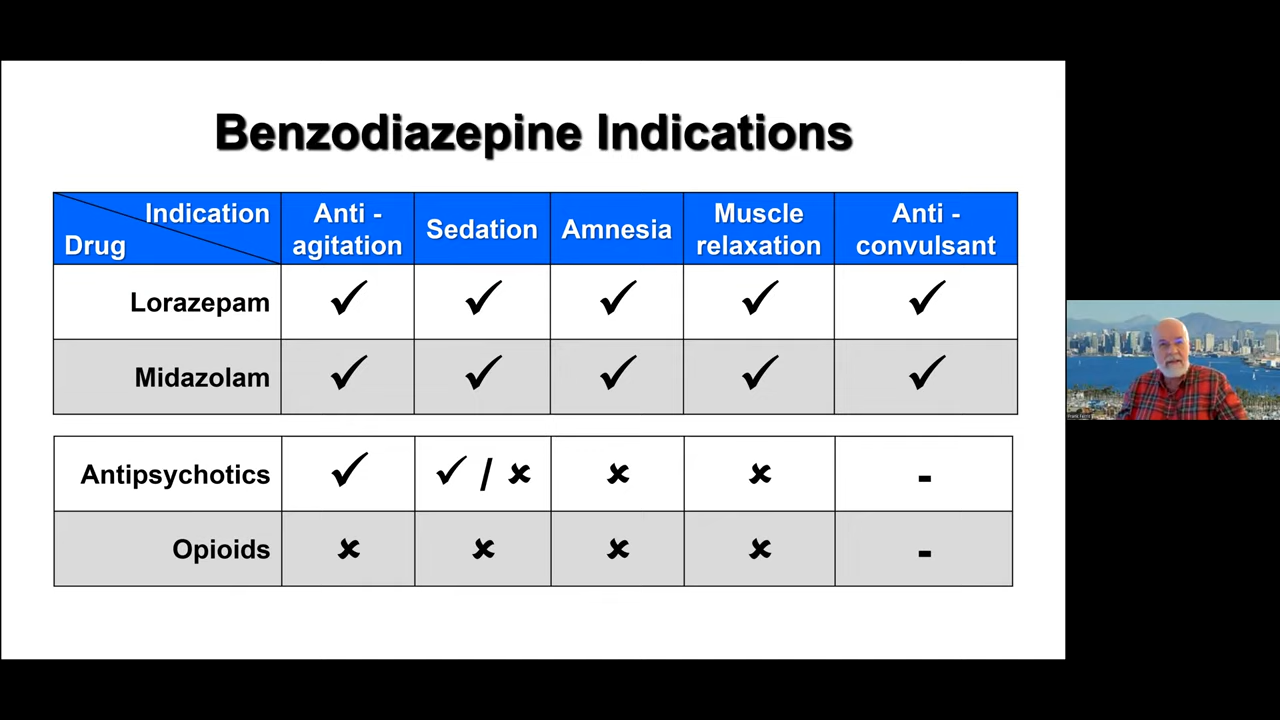 Benzodiazepine Indications
Indication
Drug
Anti -
agitation
Sedation
Amnesia
Muscle
relaxation
Anti -
convulsant
Lorazepam ✓ ✓ ✓ ✓ ✓
Midazolam ✓ ✓ ✓ ✓ ✓
Antipsychotics ✓ ✓ / ✘ ✘ ✘ -
Opioids ✘ ✘ ✘ ✘ -